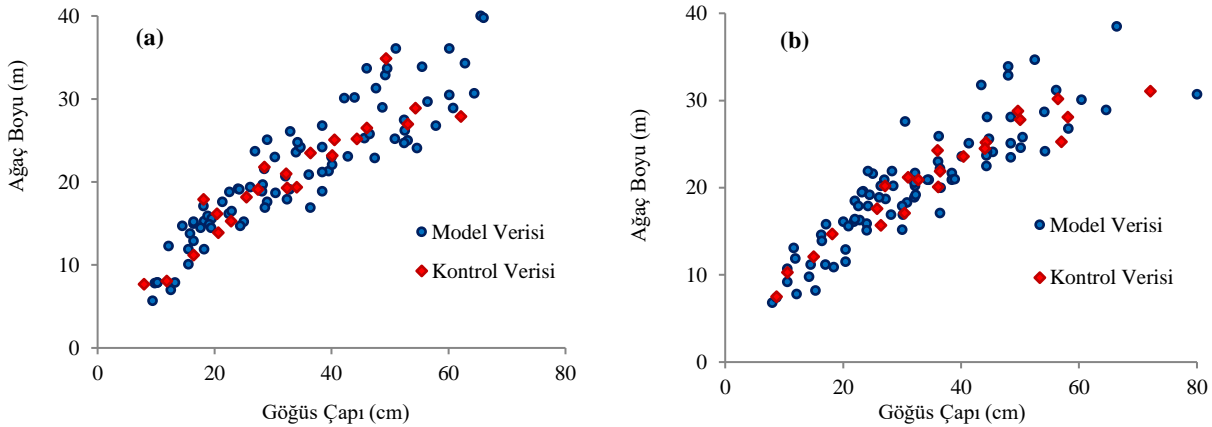 (a)
Ağaç Boyu (m)
40
30
20
10
0
0 20 40 60 80
Göğüs Çapı (cm)
Model Verisi
Kontrol Verisi
(b)
Ağaç Boyu (m)
40
30
20
10
0
0 20 40 60 80
Göğüs Çapı (cm)
Model Verisi
Kontrol Verisi